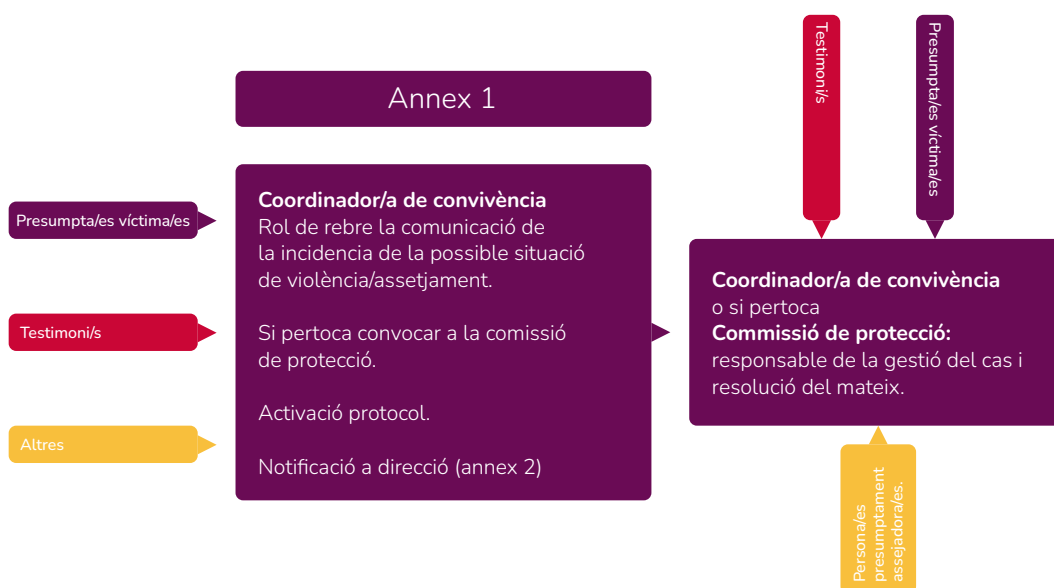 Annex 1
Presumpta/es víctima/es
Testimoni/s
Altres
Coordinador/a de convivència
Rol de rebre la comunicació de
la incidencia de la possible situació
de violència/assetjament.
Si pertoca convocar a la comissió
de protecció.
Activació protocol.
Notificació a direcció (annex 2)
Testimoni/s
Presumpta/es víctima/es
Coordinador/a de convivència
o si pertoca
Commissió de protecció:
responsable de la gestió del cas i
resolució del mateix.
Persona/es
presumptament
assejadora/es.